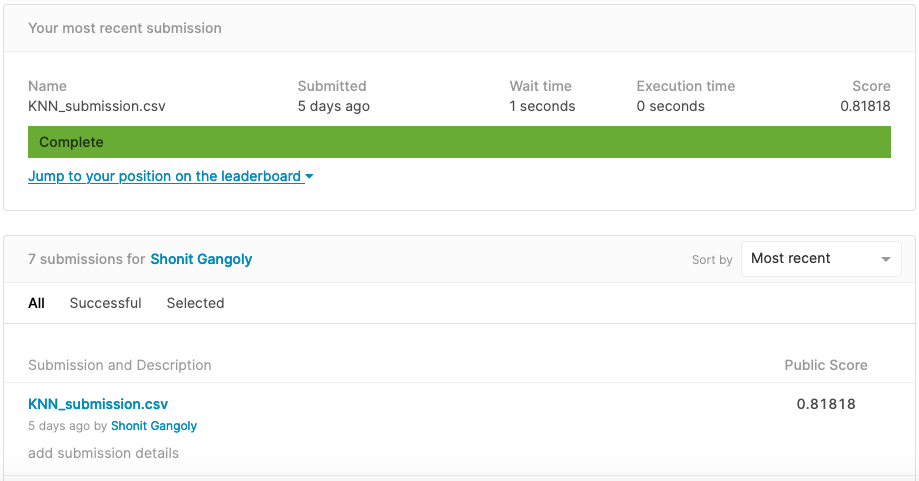 Your most recent submission
Name Submitted Wait time Execution time Score
KNN_submission.csv 5 days ago 1 seconds 0 seconds 0.81818
Complete
Jump to your position on the leaderboard
7 submissions for Shonit Gangoly Sort by Most recent
All Successful Selected
Submission and Description Public Score
KNN_submission.csv 0.81818
5 days ago by Shonit Gangoly
add submission details